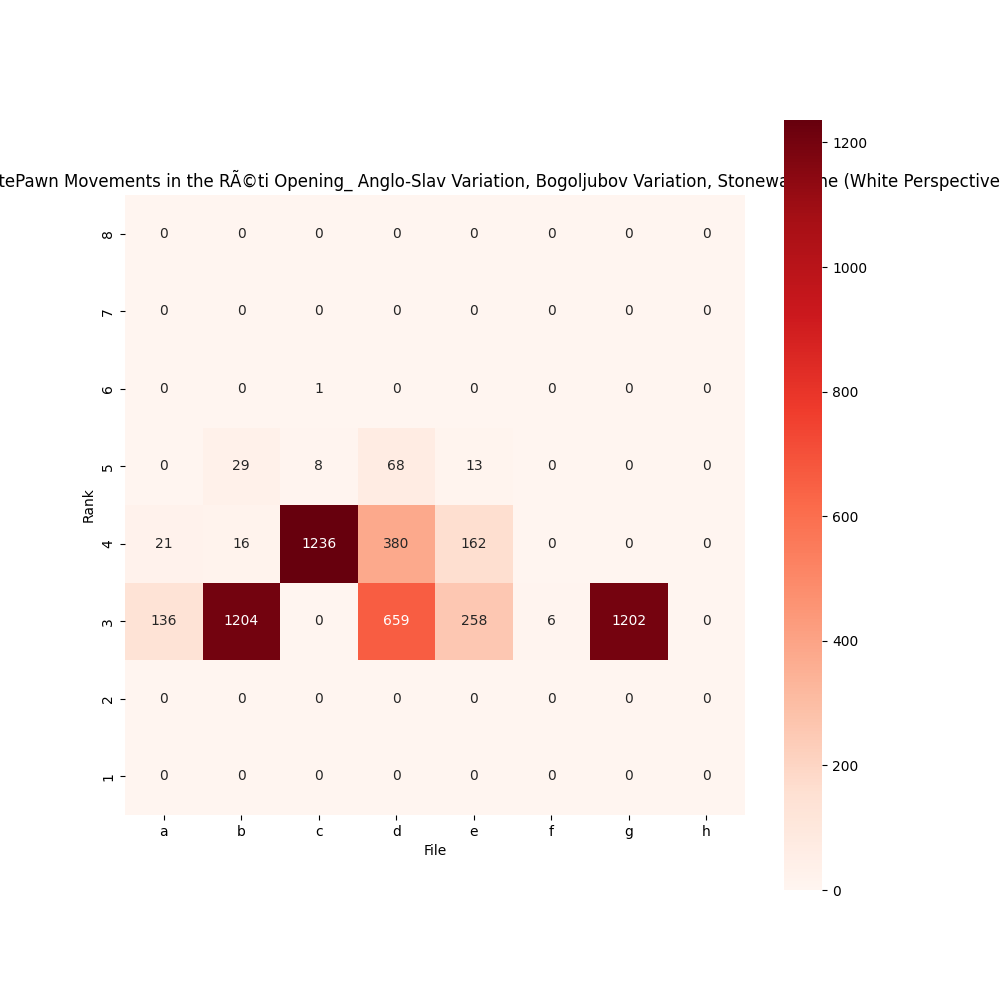 tePawn Movements in the RÃ©ti Opening_ Anglo-Slav Variation, Bogoljubov Variation, Stonewa ne (White Perspective
8 0 0 0 0 0 0 0 0
7 0 0 0 0 0 0 0 0
6 0 0 1 0 0 0 0 0
5 0 29 8 68 13 0 0 0
4 21 16 1236 380 162 0 0 0
3 136 1204 0 659 258 6 1202 0
2 0 0 0 0 0 0 0 0
1 0 0 0 0 0 0 0 0
Rank
a b c d e f g h
File
1200
1000
800
600
400
200
0